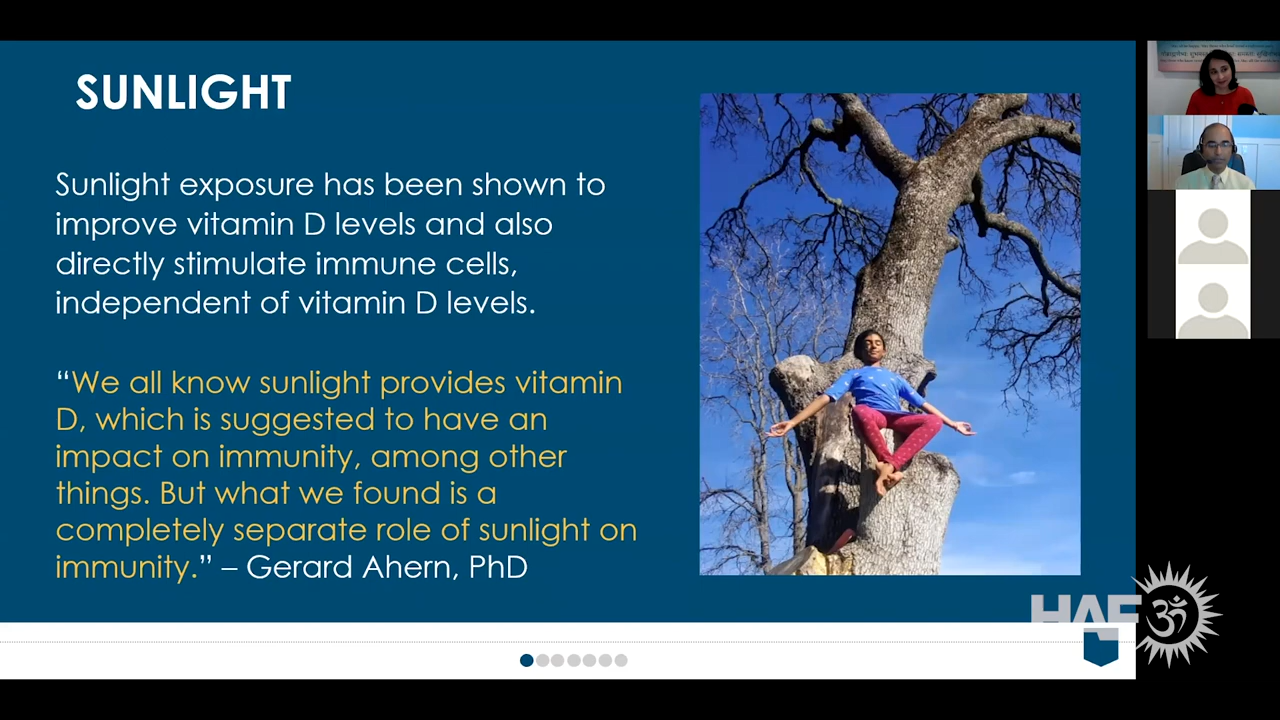 SUNLIGHT
Sunlight exposure has been shown to
improve vitamin D levels and also
directly stimulate immune cells,
independent of vitamin D levels.
“We all know sunlight provides vitamin
D, which is suggested to have an
impact on immunity, among other
things. But what we found is a
completely separate role of sunlight on
immunity.” – Gerard Ahern, PhD
HAF ॐ